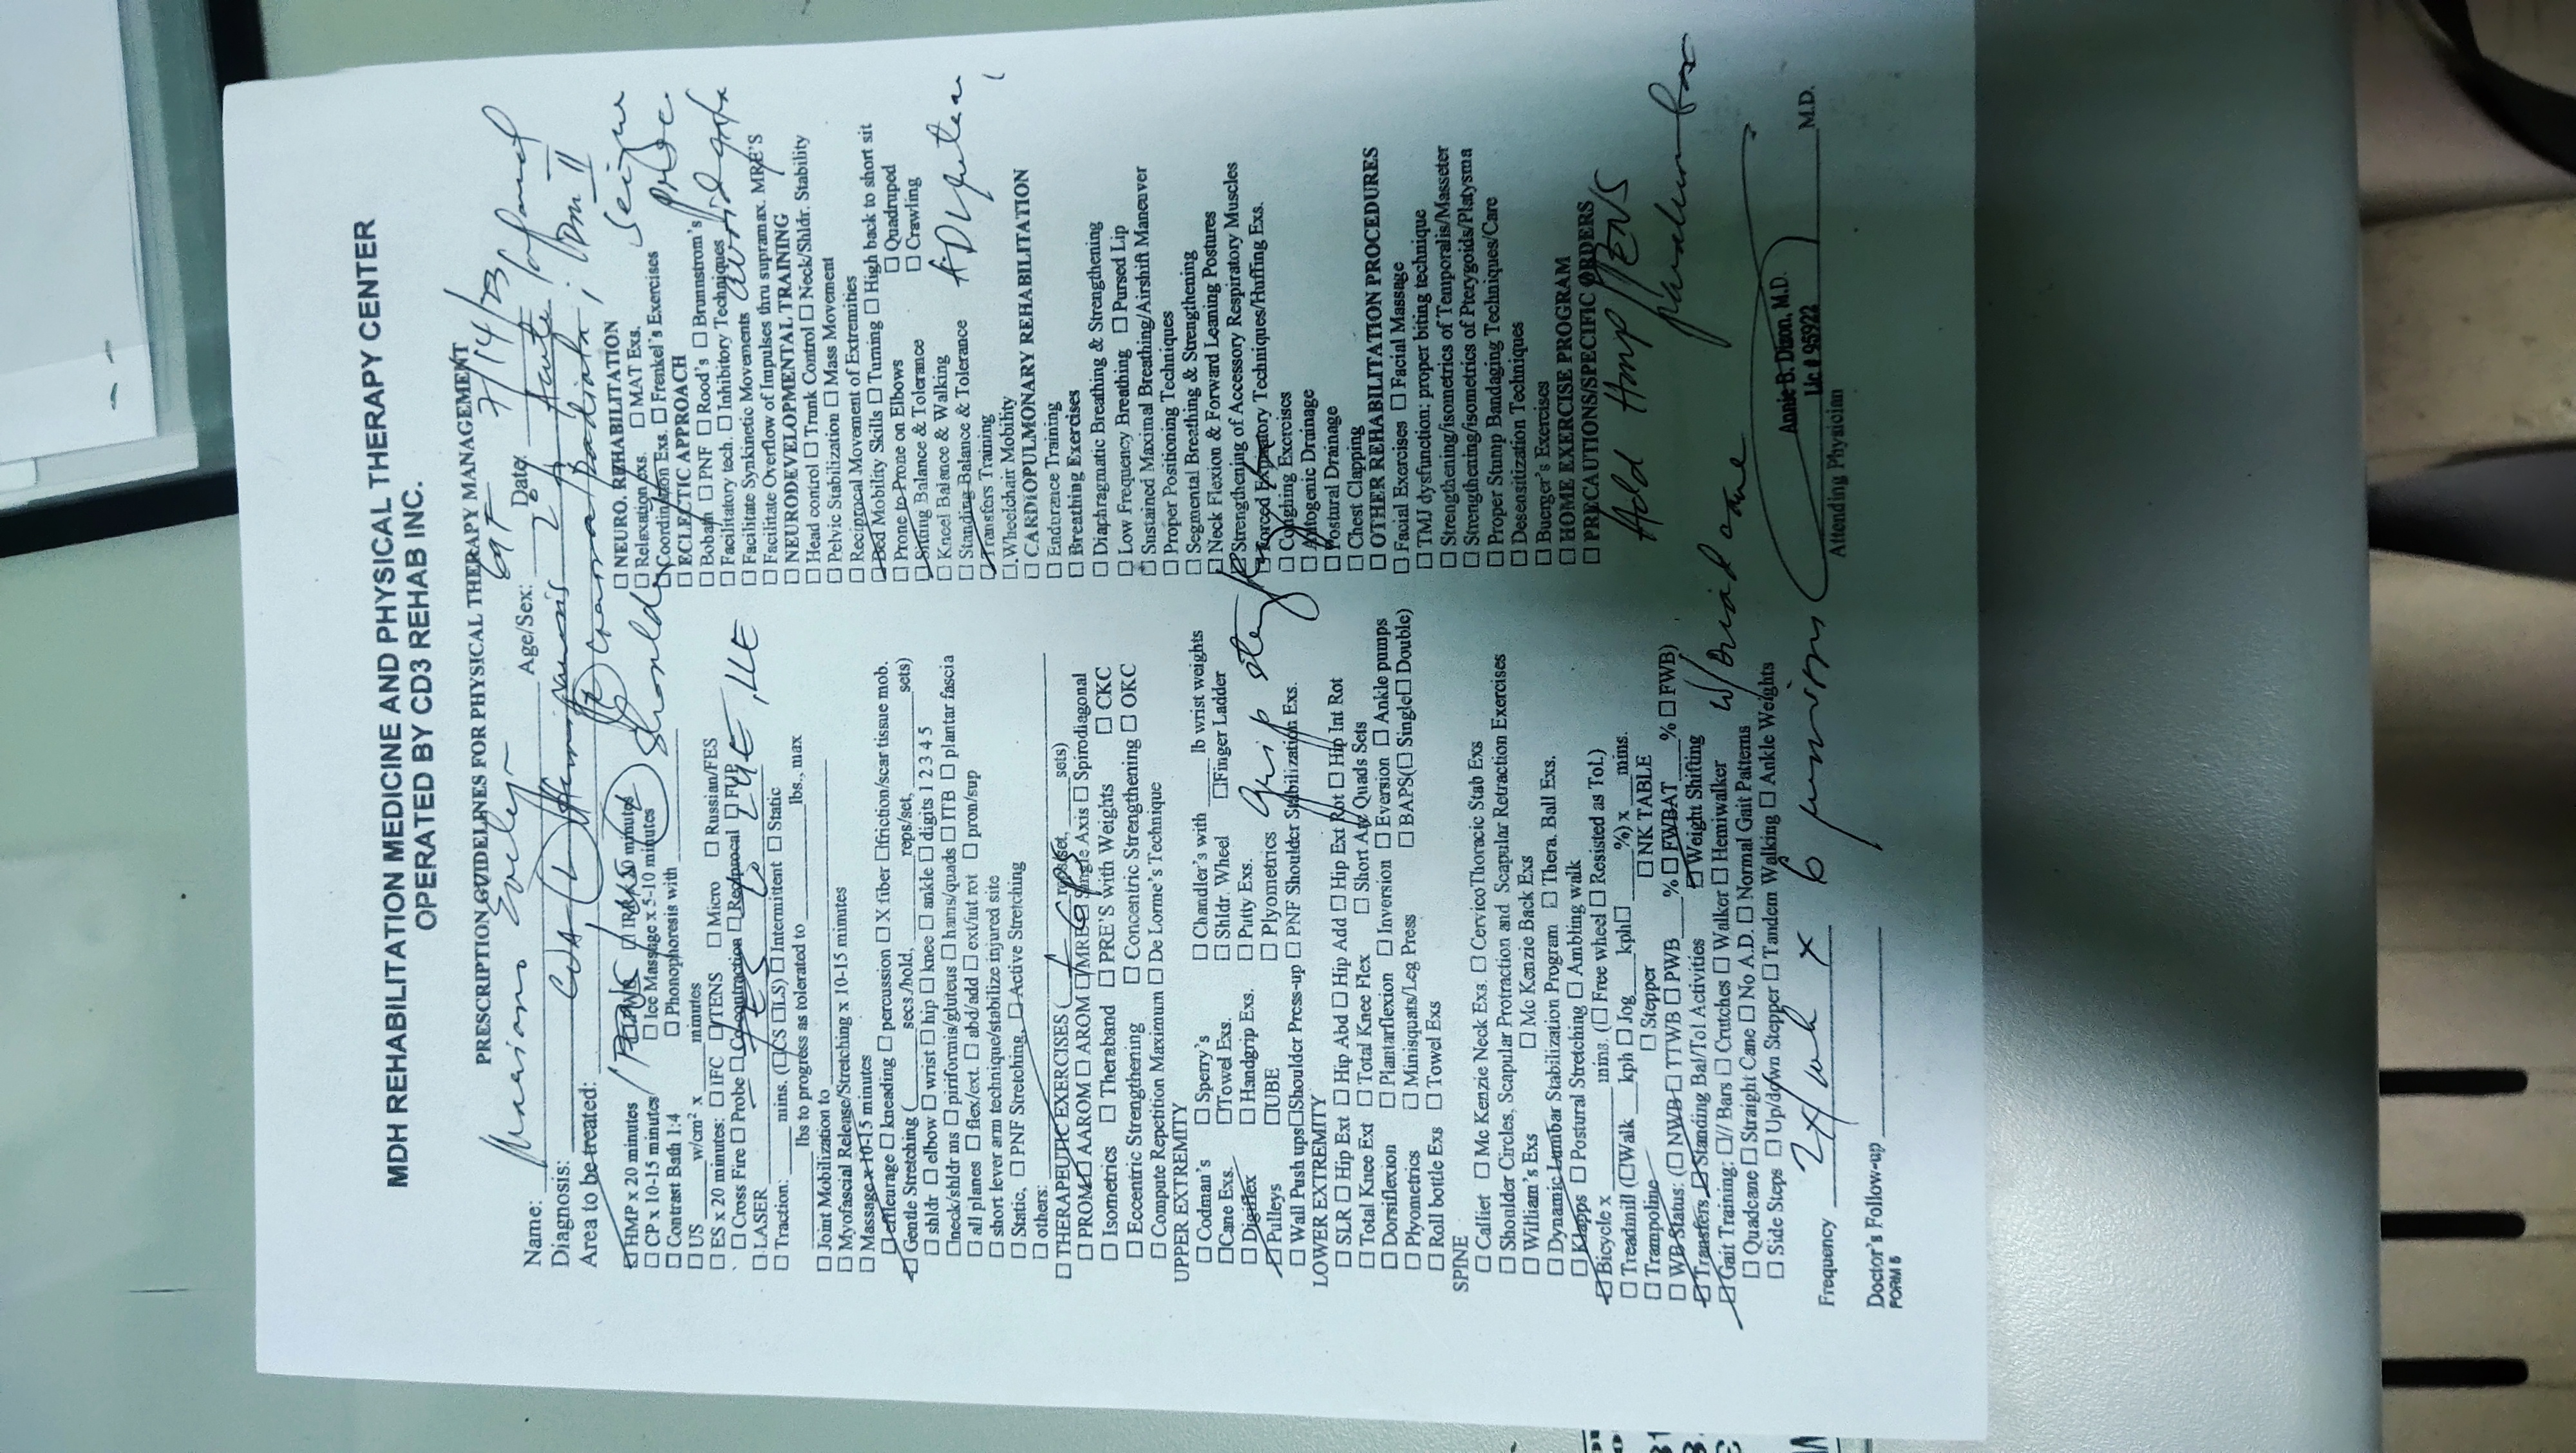 MDH REHABILITATION MEDICINE AND PHYSICAL THERAPY CENTER
OPERATED BY CD3 REHAB INC.
PRESCRIPTION GUIDELINES FOR PHYSICAL THERAPY MANAGEMENT
Name: Mariano Evelyn Age/Sex: 69F Date: 7/14/23
Diagnosis: CVA, (L) Hemiparesis 2° Acute Infarct
Area to be treated: (R) corona radiata; DM II
☑ HMP x 20 minutes /TENS ☐ PWB ☐ IRR x 20 minutes
☐ CP x 10-15 minutes ☐ Ice Massage x 5-10 minutes (L) shoulder
☐ Contrast Bath 1:4 ☐ Phonophoresis with
☐ US ____ w/cm² x ____ minutes
☐ ES x 20 minutes: ☐ IFC ☐ TENS ☐ Micro ☐ Russian/FES
☐ Cross Fire ☐ Probe ☐ Co-contraction ☐ Reciprocal ☐ FUP
☐ LASER FES to LUE, LLE
☐ Traction: ____ mins. (☐CS ☐LS) ☐ Intermittent ☐ Static
____ lbs to progress as tolerated to ____ lbs., max
☐ Joint Mobilization to
☐ Myofascial Release/Stretching x 10-15 minutes
☐ Massage x 10-15 minutes
☐ effleurage ☐ kneading ☐ percussion ☐ X fiber ☐friction/scar tissue mob.
☑ Gentle Stretching (____ secs./hold, ____ reps/set, ____ sets)
☐ shldr ☐ elbow ☐ wrist ☐ hip ☐ knee ☐ ankle ☐ digits 1 2 3 4 5
☐neck/shldr ms ☐ piriformis/gluteus ☐ hams/quads ☐ ITB ☐ plantar fascia
☐ all planes ☐ flex/ext. ☐ abd/add ☐ ext/int rot ☐ pron/sup
☐ short lever arm technique/stabilize injured site
☐ Static, ☐ PNF Stretching, ☐ Active Stretching
☐ others:
☐ THERAPEUTIC EXERCISES (____ reps/set, ____ sets)
☐ PROM ☐ AAROM ☐ AROM ☐ MRE ☐ Single Axis ☐ Spirodiagonal
☐ Isometrics ☐ Theraband ☐ PRE'S with Weights ☐ CKC
☐ Eccentric Strengthening ☐ Concentric Strengthening ☐ OKC
☐ Compute Repetition Maximum ☐ De Lorme's Technique
UPPER EXTREMITY
☐ Codman's ☐ Sperry's ☐ Chandler's with ____ lb wrist weights
☐Cane Exs. ☐Towel Exs. ☐ Shldr. Wheel ☐Finger Ladder
☐ Digiflex ☐ Handgrip Exs. ☐ Putty Exs.
☑ Pulleys ☐UBE ☐ Plyometrics grip
☐ Wall Push ups☐Shoulder Press-up ☐ PNF Shoulder Stabilization Exs.
LOWER EXTREMITY
☐ SLR ☐ Hip Ext ☐ Hip Abd ☐ Hip Add ☐ Hip Ext Rot ☐ Hip Int Rot
☐ Total Knee Ext ☐ Total Knee Flex ☐ Short Arc Quads Sets
☐ Dorsiflexion ☐ Plantarflexion ☐ Inversion ☐ Eversion ☐ Ankle pumps
☐ Plyometrics ☐ Minisquats/Leg Press ☐ BAPS(☐ Single☐ Double)
☐ Roll bottle Exs ☐ Towel Exs
SPINE
☐ Calliet ☐ Mc Kenzie Neck Exs. ☐ CervicoThoracic Stab Exs
☐ Shoulder Circles, Scapular Protraction and Scapular Retraction Exercises
☐ William's Exs ☐ Mc Kenzie Back Exs
☐ Dynamic Lumbar Stabilization Program ☐ Thera. Ball Exs.
☐ Klapps ☐ Postural Stretching ☐ Ambling walk
☑ Bicycle x ____ mins. (☐ Free wheel ☐ Resisted as Tol.)
☐ Treadmill (☐Walk ___kph ☐ Jog____kph☐ ____%) x ___mins.
☐ Trampoline ☐ Stepper ☐ NK TABLE
☐ WB Status: (☐ NWB ☐ TTWB ☐ PWB ___% ☐ FWBAT ___% ☐ FWB)
☑ Transfers ☑ Standing Bal/Tol Activities ☑ Weight Shifting
☑ Gait Training: ☐// Bars ☐ Crutches ☐ Walker ☐ Hemiwalker w/ quad cane
☐ Quadcane ☐ Straight Cane ☐ No A.D. ☐ Normal Gait Patterns
☐ Side Steps ☐ Up/down Stepper ☐ Tandem Walking ☐ Ankle Weights
☐ NEURO. REHABILITATION
☐ Relaxation exs. ☐ MAT Exs. Seizure
☐ Coordination Exs. ☐ Frenkel's Exercises prec.
☐ ECLECTIC APPROACH
☐ Bobath ☐ PNF ☐ Rood's ☐ Brunnstrom's
☐ Facilitatory tech. ☐ Inhibitory Techniques avoid
☐ Facilitate Synkinetic Movements
☐ Facilitate Overflow of Impulses thru supramax. MRE'S
☐ NEURODEVELOPMENTAL TRAINING
☐ Head control ☐ Trunk Control ☐ Neck/Shldr. Stability
☐ Pelvic Stabilization ☐ Mass Movement
☐ Reciprocal Movement of Extremities
☑ Bed Mobility Skills ☐ Turning ☐ High back to short sit
☐ Prone to Prone on Elbows ☐ Quadruped
☑ Sitting Balance & Tolerance ☐ Crawling
☐ Kneel Balance & Walking
☐ Standing Balance & Tolerance
☑ Transfers Training
☐ Wheelchair Mobility
☐ CARDIOPULMONARY REHABILITATION
☐ Endurance Training
☐ Breathing Exercises
☐ Diaphragmatic Breathing & Strengthening
☐ Low Frequency Breathing ☐ Pursed Lip
☐ Sustained Maximal Breathing/Airshift Maneuver
☐ Proper Positioning Techniques
☐ Segmental Breathing & Strengthening
☐ Neck Flexion & Forward Leaning Postures
☐ Strengthening of Accessory Respiratory Muscles
☐ Forced Expiratory Techniques/Huffing Exs.
☐ Coughing Exercises
☐ Autogenic Drainage
☐ Postural Drainage
☐ Chest Clapping
☐ OTHER REHABILITATION PROCEDURES
☐ Facial Exercises ☐ Facial Massage
☐ TMJ dysfunction: proper biting technique
☐ Strengthening/isometrics of Temporalis/Masseter
☐ Strengthening/isometrics of Pterygoids/Platysma
☐ Proper Stump Bandaging Techniques/Care
☐ Desensitization Techniques
☐ Buerger's Exercises
☐ HOME EXERCISE PROGRAM
☐ PRECAUTIONS/SPECIFIC ORDERS
Add Hmp/TENS
paralumbar
Frequency 2x/wk x 6
Annie B. Dizon, M.D.
Lic # 95922 M.D.
Attending Physician
Doctor's Follow-up
FORM 5